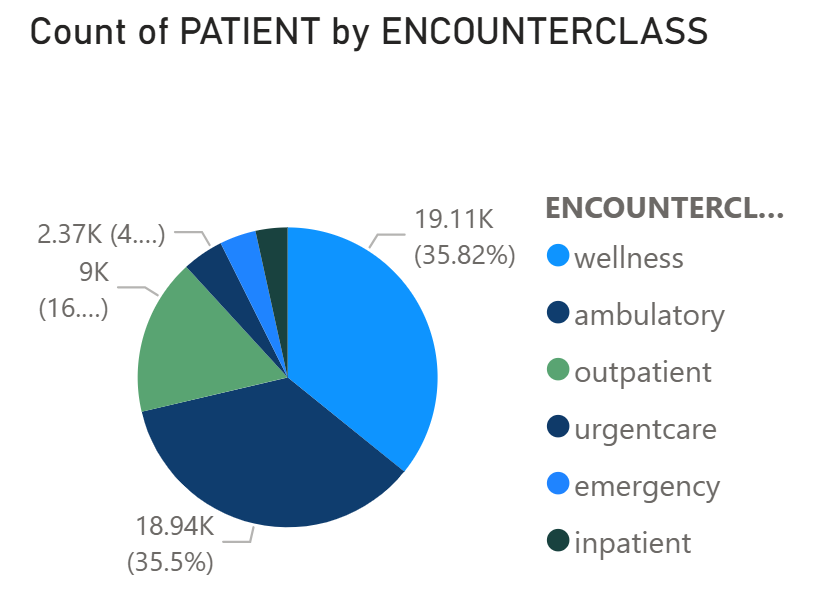 Count of PATIENT by ENCOUNTERCLASS
19.11K
(35.82%)
18.94K
(35.5%)
9K
(16....)
2.37K (4....)
ENCOUNTERCL...
wellness
ambulatory
outpatient
urgentcare
emergency
inpatient